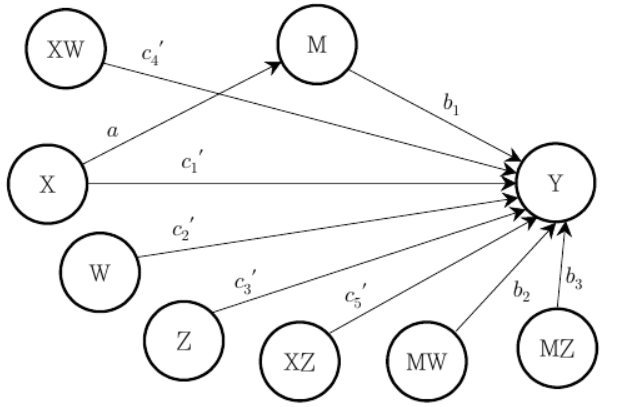 XW
c₄′
M
a
b₁
X
c₁′
Y
W
c₂′
Z
c₃′
XZ
c₅′
MW
b₂
MZ
b₃